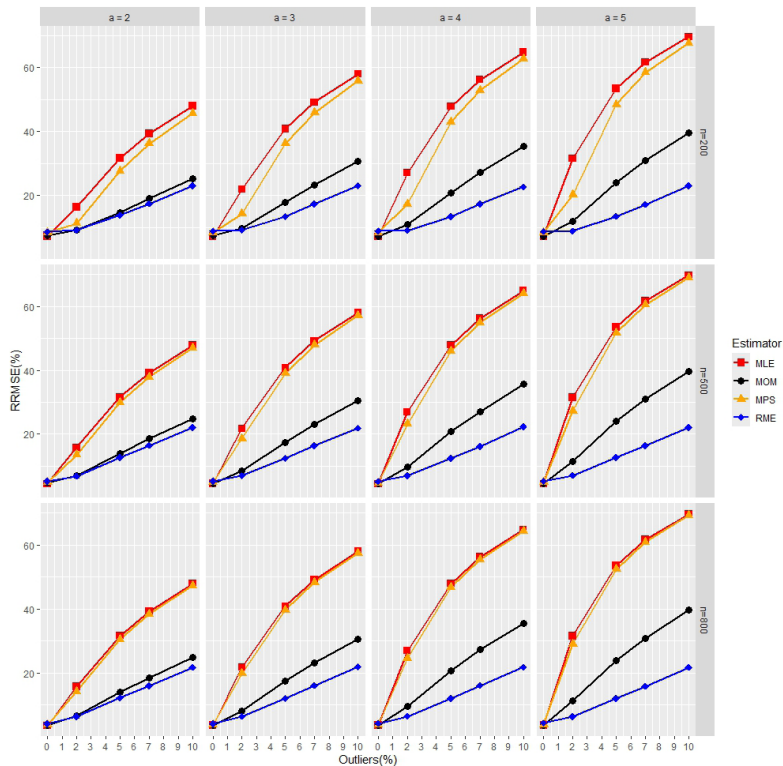 a = 2 a = 3 a = 4 a = 5
60
40
20
n=200
60
40
20
n=500
60
40
20
n=800
RRMSE(%)
0 1 2 3 4 5 6 7 8 9 10 0 1 2 3 4 5 6 7 8 9 10 0 1 2 3 4 5 6 7 8 9 10 0 1 2 3 4 5 6 7 8 9 10
Outliers(%)
Estimator
MLE
MOM
MPS
RME